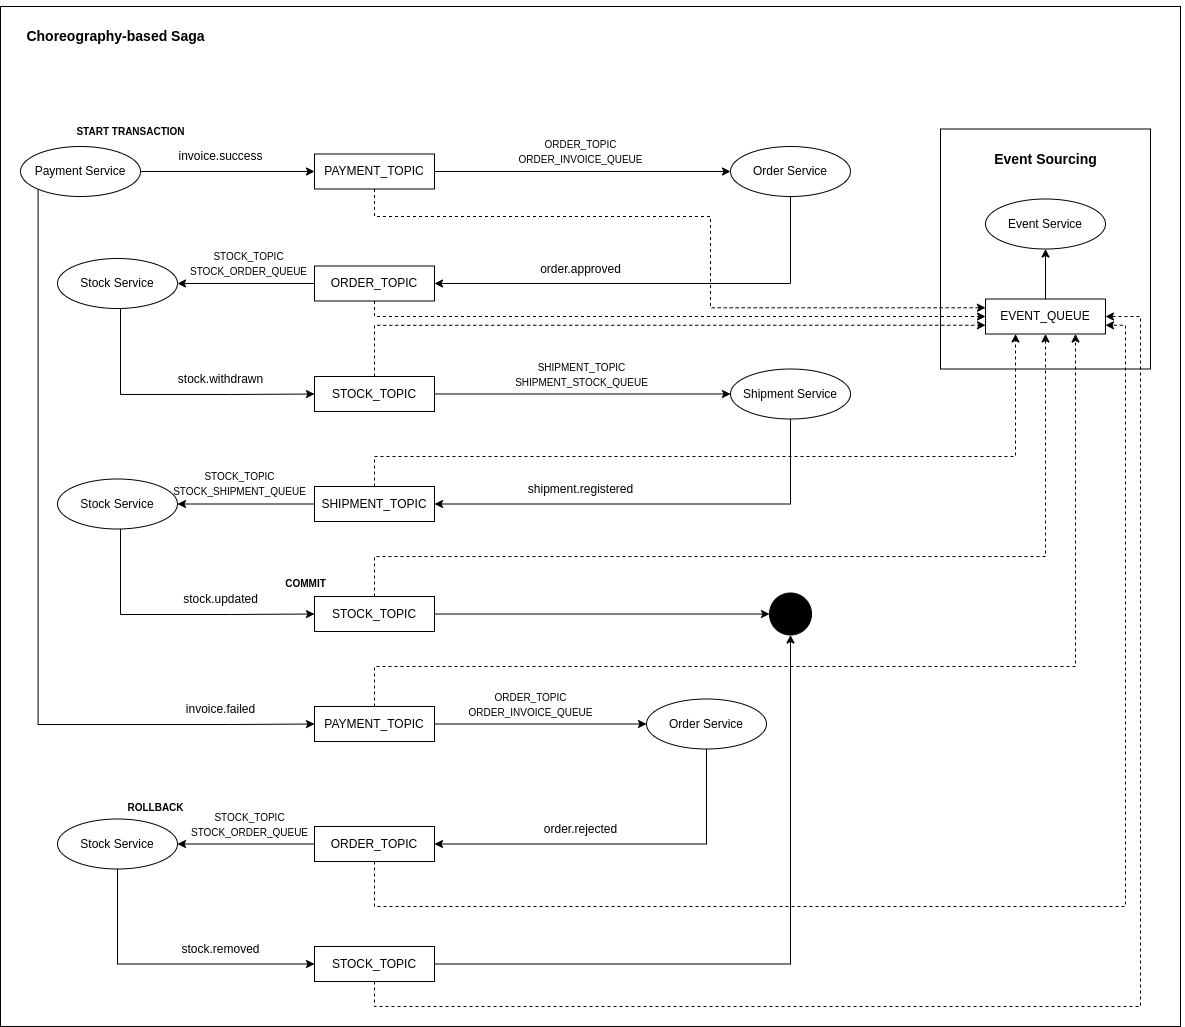 Choreography-based Saga
START TRANSACTION
Payment Service
invoice.success
PAYMENT_TOPIC
ORDER_TOPIC
ORDER_INVOICE_QUEUE
Order Service
Event Sourcing
Event Service
EVENT_QUEUE
Stock Service
STOCK_TOPIC
STOCK_ORDER_QUEUE
ORDER_TOPIC
order.approved
stock.withdrawn
STOCK_TOPIC
SHIPMENT_TOPIC
SHIPMENT_STOCK_QUEUE
Shipment Service
Stock Service
STOCK_TOPIC
STOCK_SHIPMENT_QUEUE
SHIPMENT_TOPIC
shipment.registered
COMMIT
stock.updated
STOCK_TOPIC
invoice.failed
PAYMENT_TOPIC
ORDER_TOPIC
ORDER_INVOICE_QUEUE
Order Service
ROLLBACK
Stock Service
STOCK_TOPIC
STOCK_ORDER_QUEUE
ORDER_TOPIC
order.rejected
stock.removed
STOCK_TOPIC